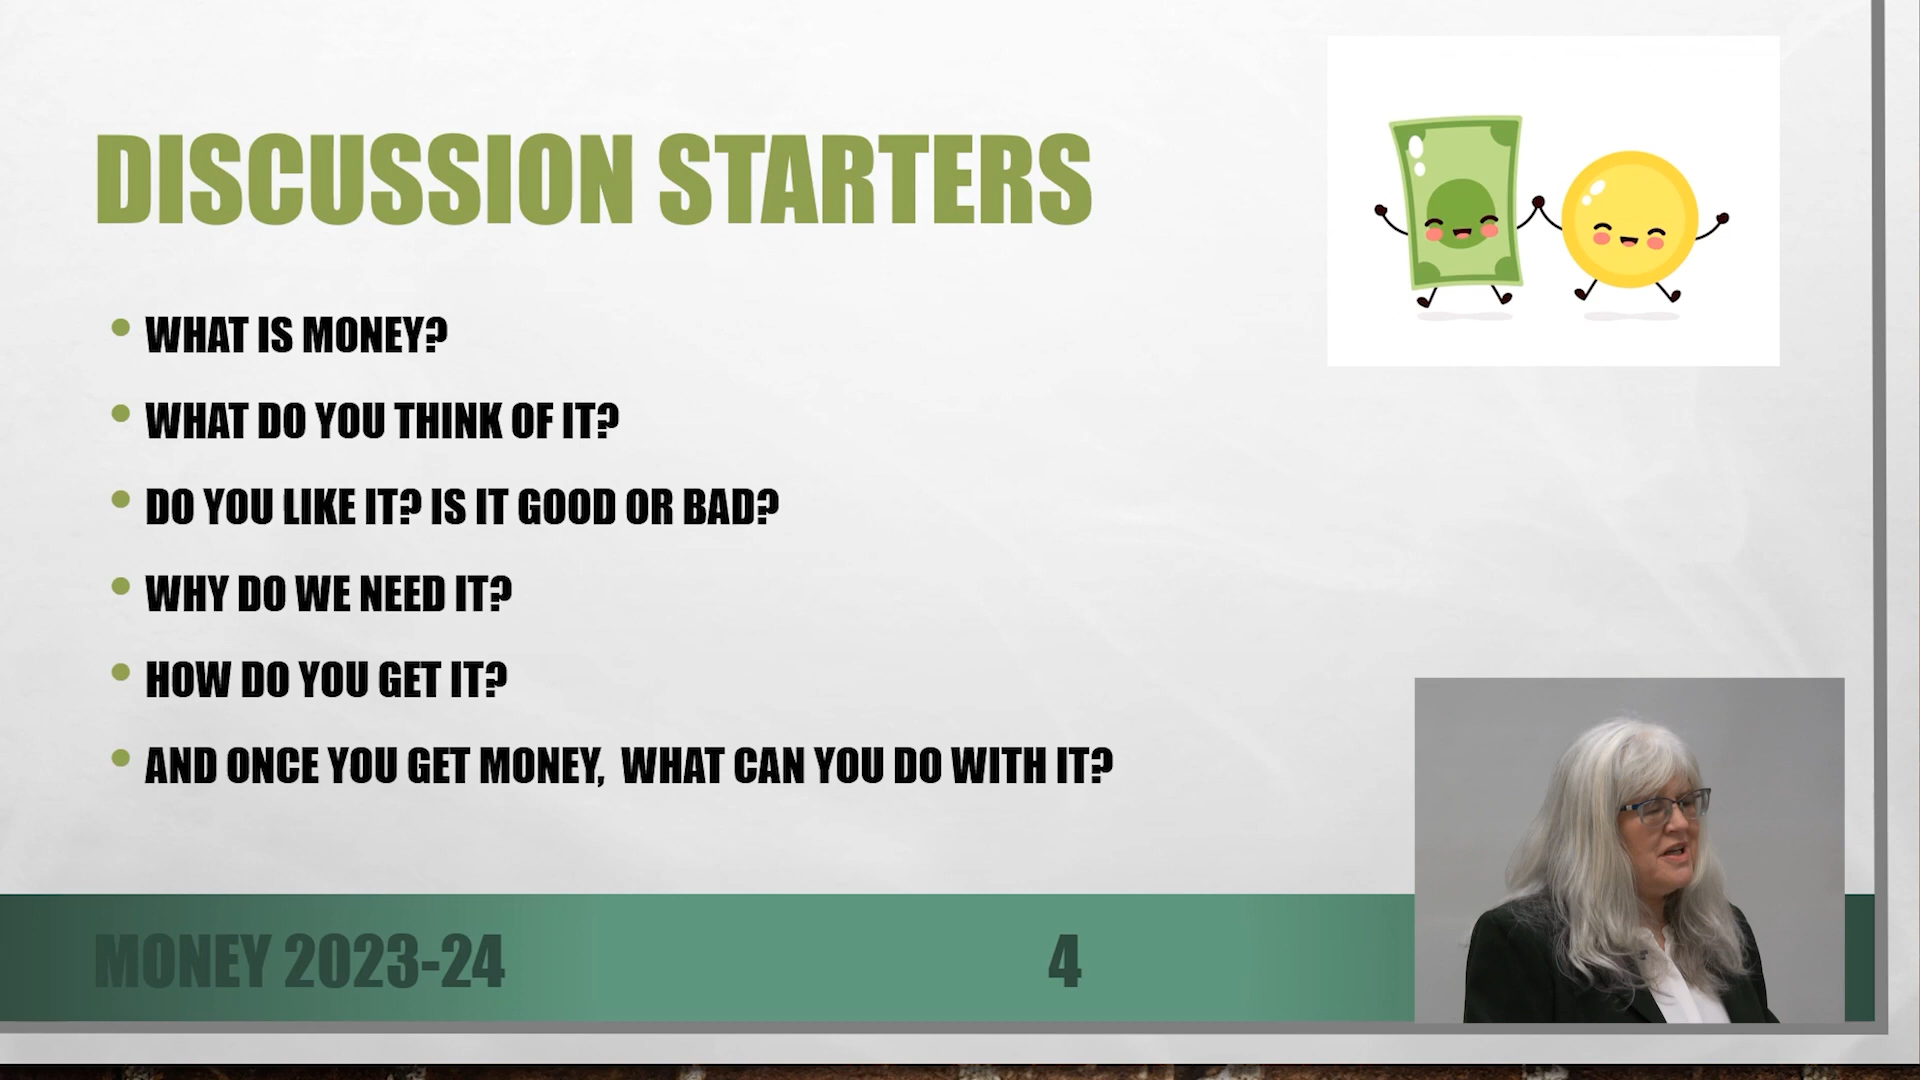 DISCUSSION STARTERS
WHAT IS MONEY?
WHAT DO YOU THINK OF IT?
DO YOU LIKE IT? IS IT GOOD OR BAD?
WHY DO WE NEED IT?
HOW DO YOU GET IT?
AND ONCE YOU GET MONEY, WHAT CAN YOU DO WITH IT?
MONEY 2023-24
4